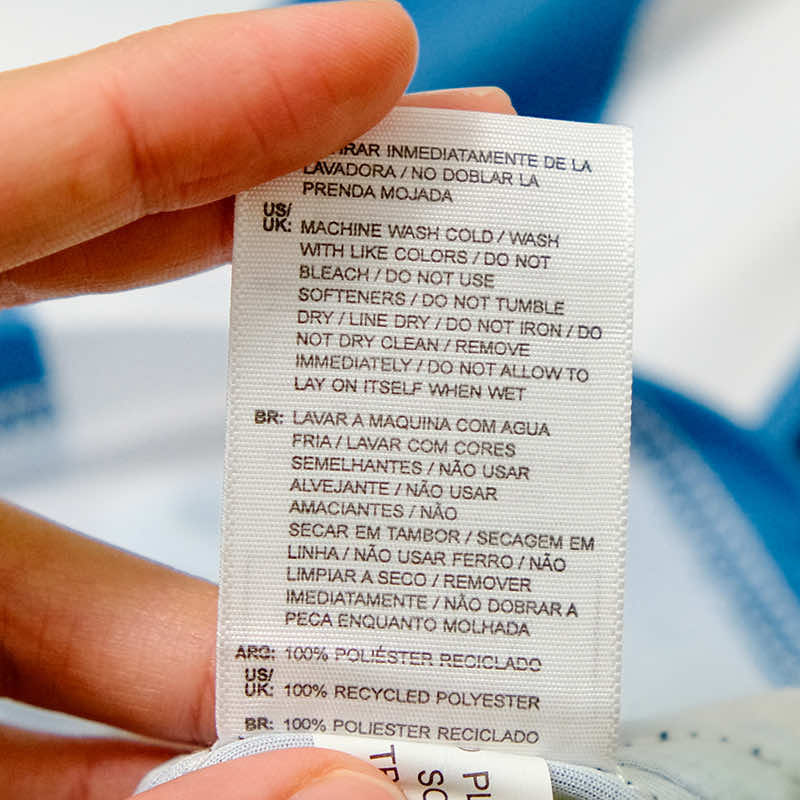 INMEDIATAMENTE DE LA
LAVADORA / NO DOBLAR LA
PRENDA MOJADA
US/
UK: MACHINE WASH COLD / WASH
WITH LIKE COLORS / DO NOT
BLEACH / DO NOT USE
SOFTENERS / DO NOT TUMBLE
DRY / LINE DRY / DO NOT IRON / DO
NOT DRY CLEAN / REMOVE
IMMEDIATELY / DO NOT ALLOW TO
LAY ON ITSELF WHEN WET
BR: LAVAR A MAQUINA COM AGUA
FRIA / LAVAR COM CORES
SEMELHANTES / NÃO USAR
ALVEJANTE / NÃO USAR
AMACIANTES / NÃO
SECAR EM TAMBOR / SECAGEM EM
LINHA / NÃO USAR FERRO / NÃO
LIMPIAR A SECO / REMOVER
IMEDIATAMENTE / NÃO DOBRAR A
PECA ENQUANTO MOLHADA
ARG: 100% POLIÉSTER RECICLADO
US/
UK: 100% RECYCLED POLYESTER
BR: 100% POLIESTER RECICLADO